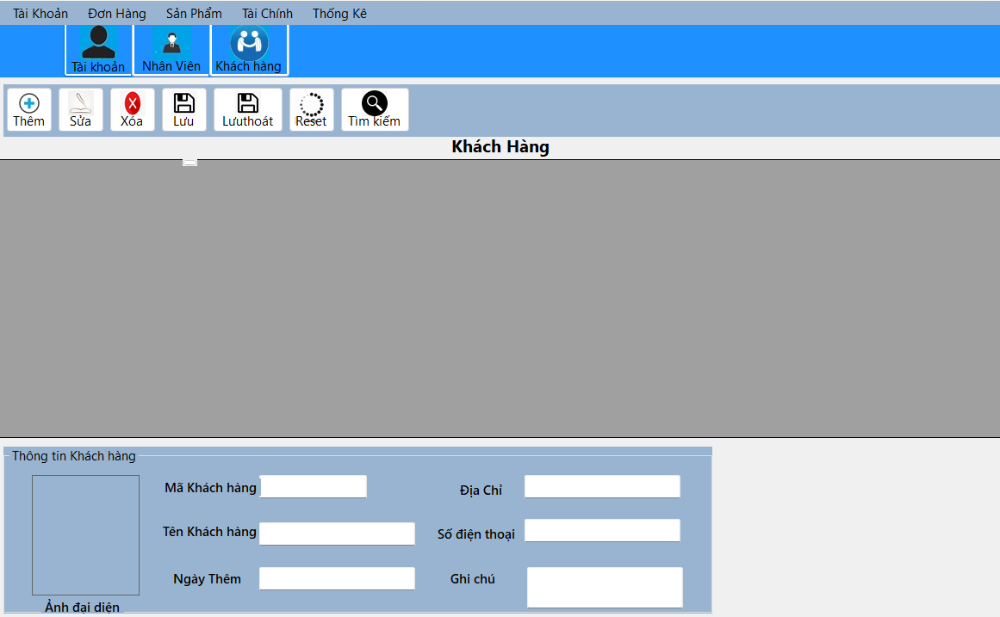 Tài Khoản Đơn Hàng Sản Phẩm Tài Chính Thống Kê
Tài khoản Nhân Viên Khách hàng
Thêm Sửa Xóa Lưu Lưuthoát Reset Tìm kiếm
Khách Hàng
Thông tin Khách hàng
Mã Khách hàng Địa Chỉ
Tên Khách hàng Số điện thoại
Ngày Thêm Ghi chú
Ảnh đại diện